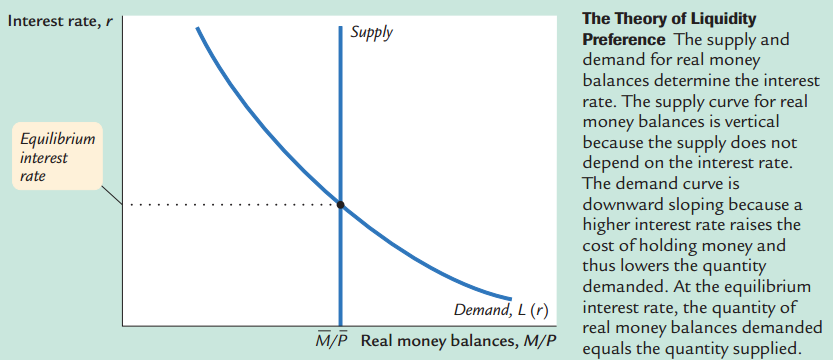 Interest rate, r
Supply
Equilibrium
interest
rate
Demand, L (r)
M̅/P̅
Real money balances, M/P
The Theory of Liquidity
Preference The supply and
demand for real money
balances determine the interest
rate. The supply curve for real
money balances is vertical
because the supply does not
depend on the interest rate.
The demand curve is
downward sloping because a
higher interest rate raises the
cost of holding money and
thus lowers the quantity
demanded. At the equilibrium
interest rate, the quantity of
real money balances demanded
equals the quantity supplied.